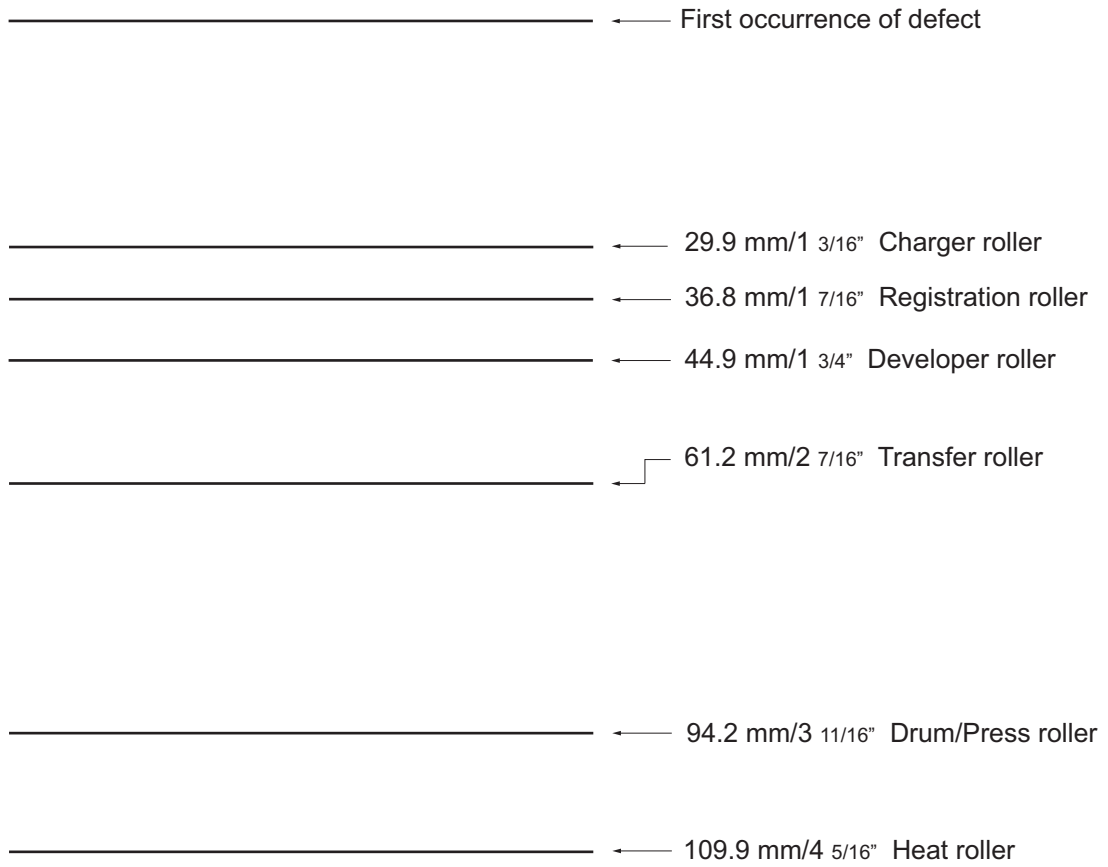 First occurrence of defect
29.9 mm/1 3/16” Charger roller
36.8 mm/1 7/16” Registration roller
44.9 mm/1 3/4” Developer roller
61.2 mm/2 7/16” Transfer roller
94.2 mm/3 11/16” Drum/Press roller
109.9 mm/4 5/16” Heat roller